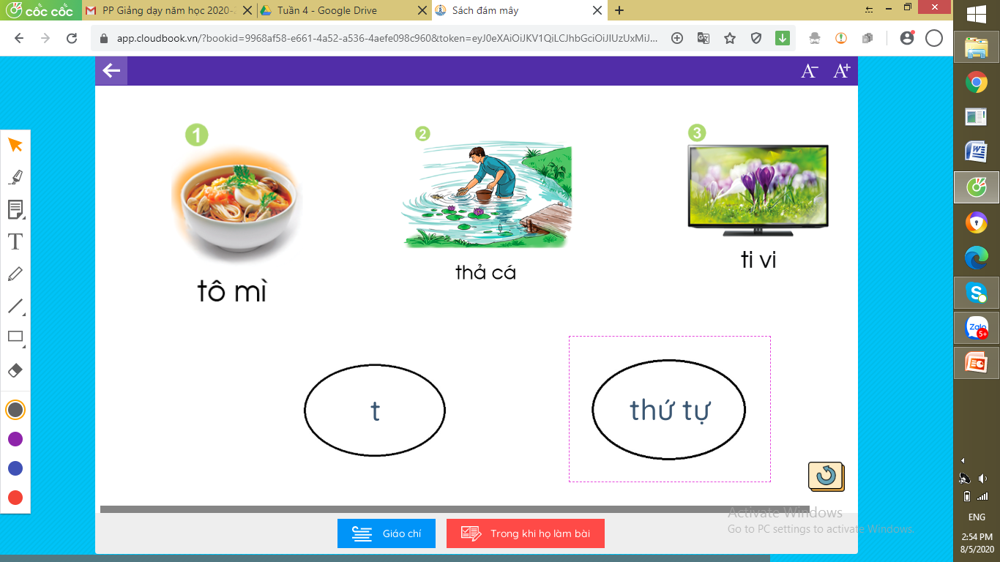 cốc cốc
PP Giảng dạy năm học 2020-2
Tuần 4 - Google Drive
Sách đám mây
app.cloudbook.vn/?bookid=9968af58-e661-4a52-a536-4aefe098c960&token=eyJ0eXAiOiJKV1QiLCJhbGciOiJIUzUxMiJ...
A- A+
1
2
3
tô mì
thả cá
ti vi
T
t
thứ tự
Giáo chí
Trong khi họ làm bài
Activate Windows
Go to PC settings to activate Windows.
Zalo
5+
ENG
2:54 PM
8/5/2020